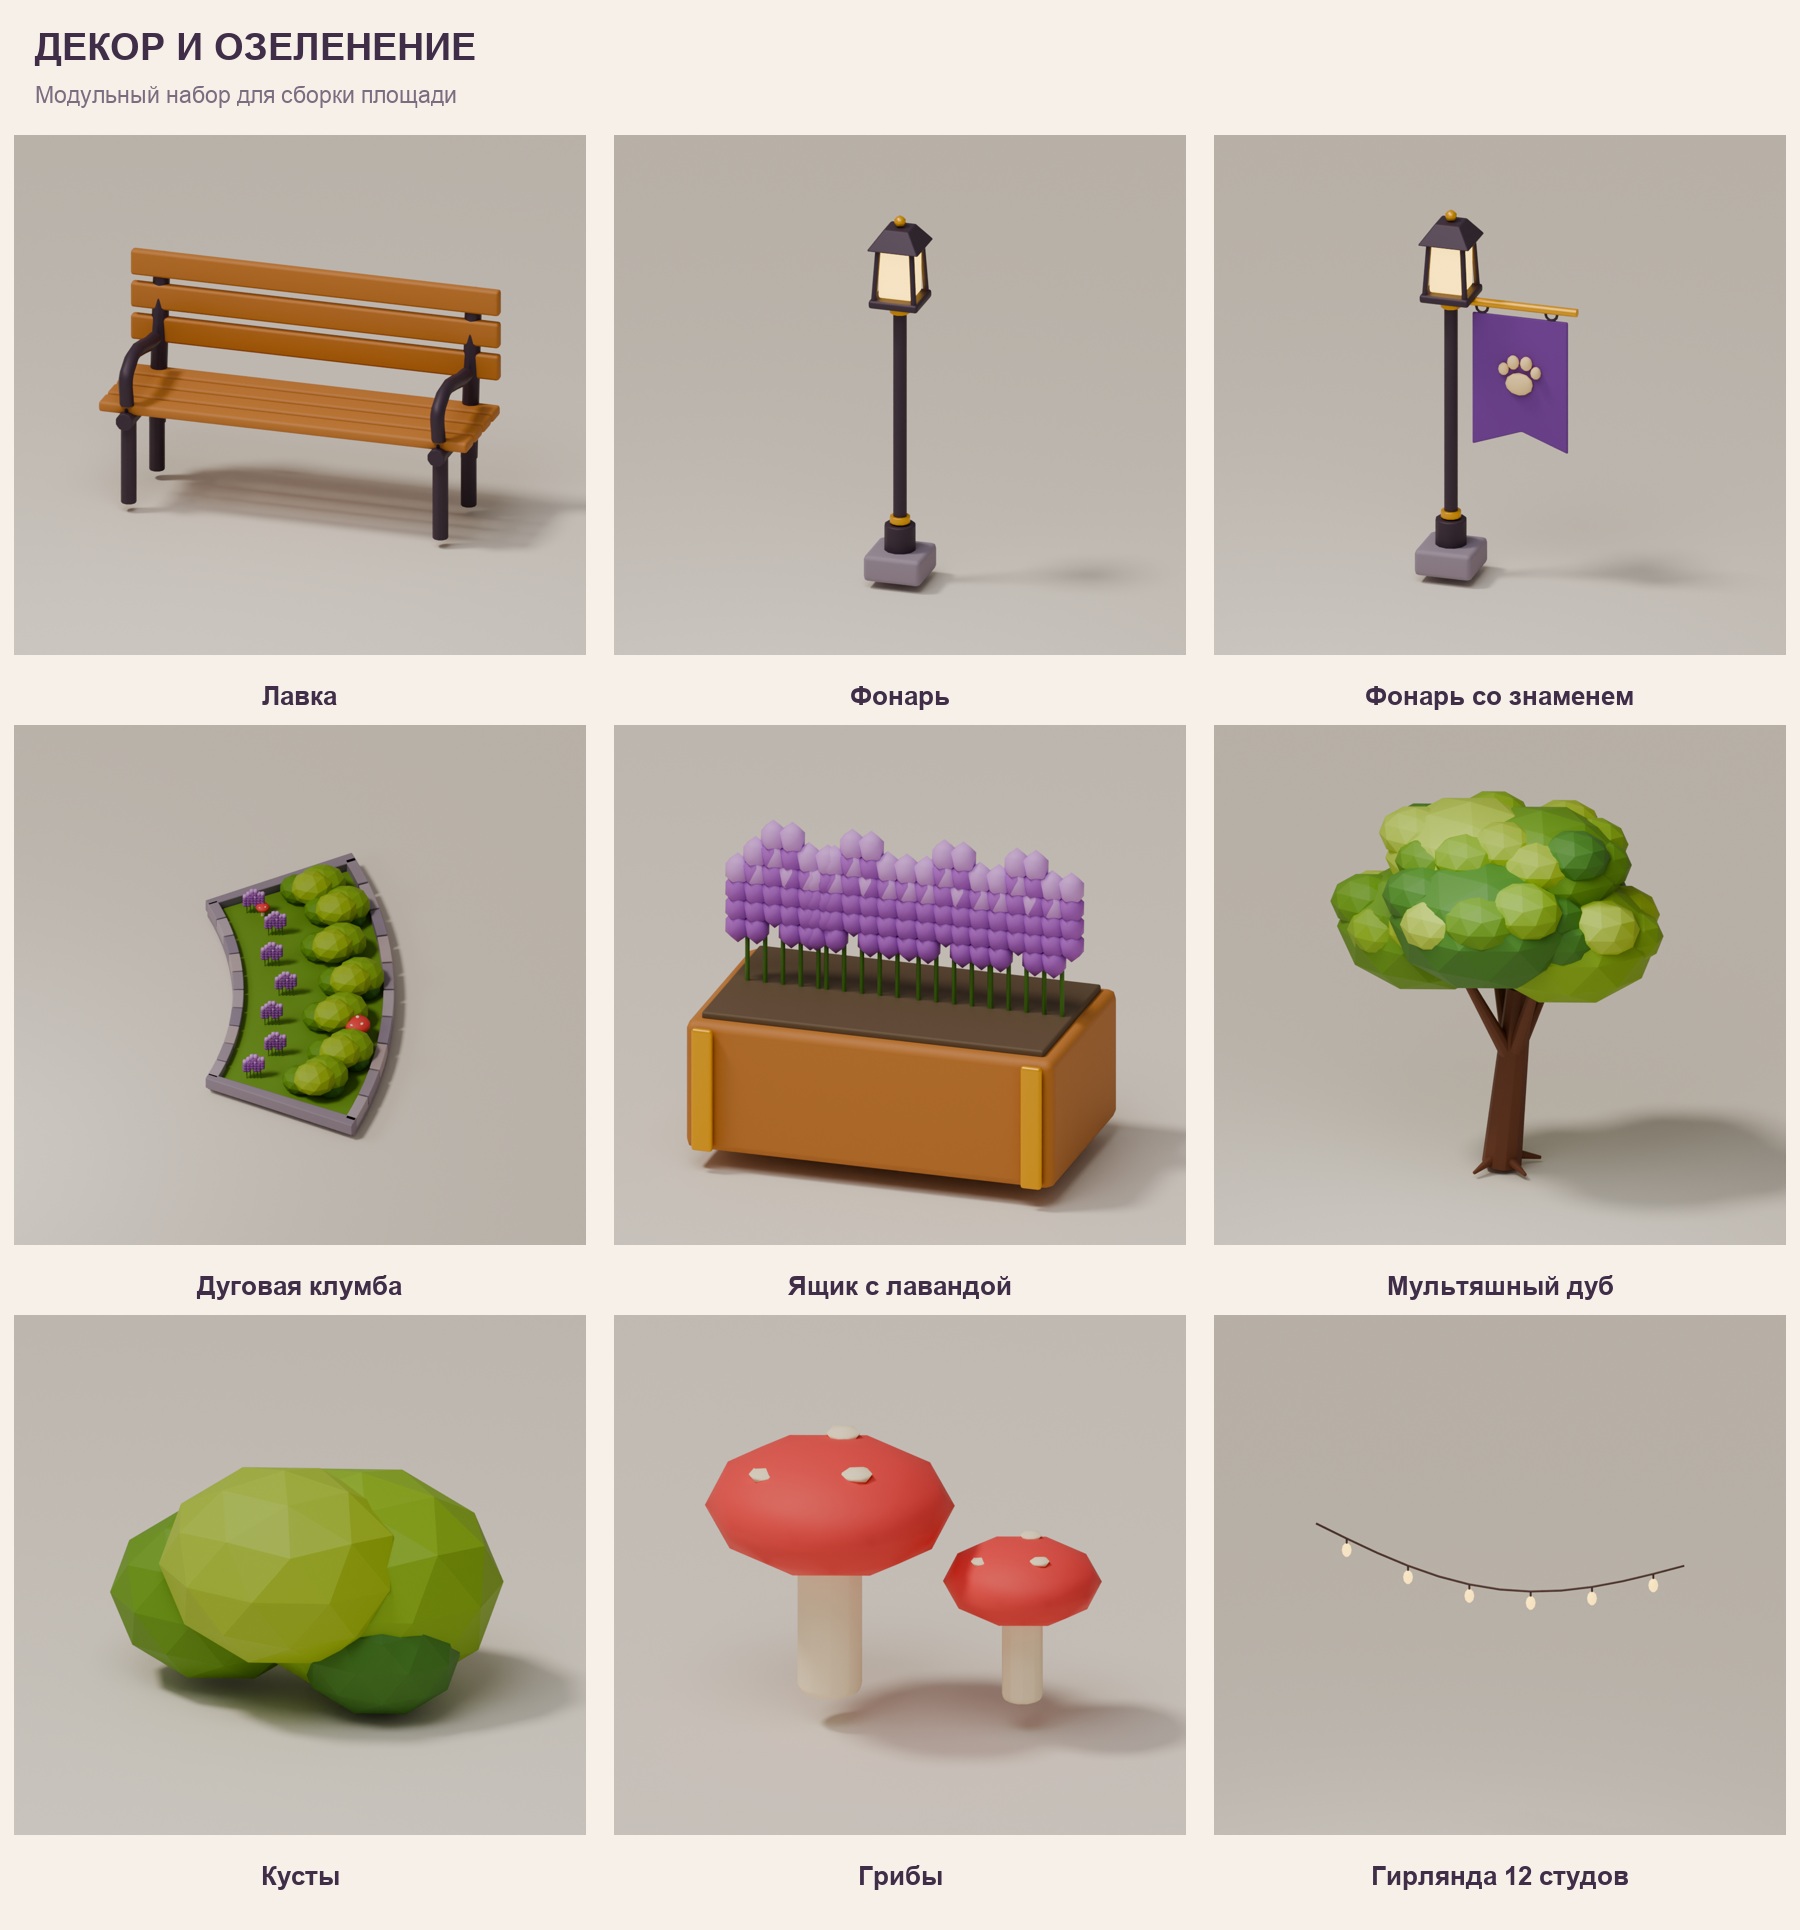 ДЕКОР И ОЗЕЛЕНЕНИЕ
Модульный набор для сборки площади
Лавка
Фонарь
Фонарь со знаменем
Дуговая клумба
Ящик с лавандой
Мультяшный дуб
Кусты
Грибы
Гирлянда 12 студов